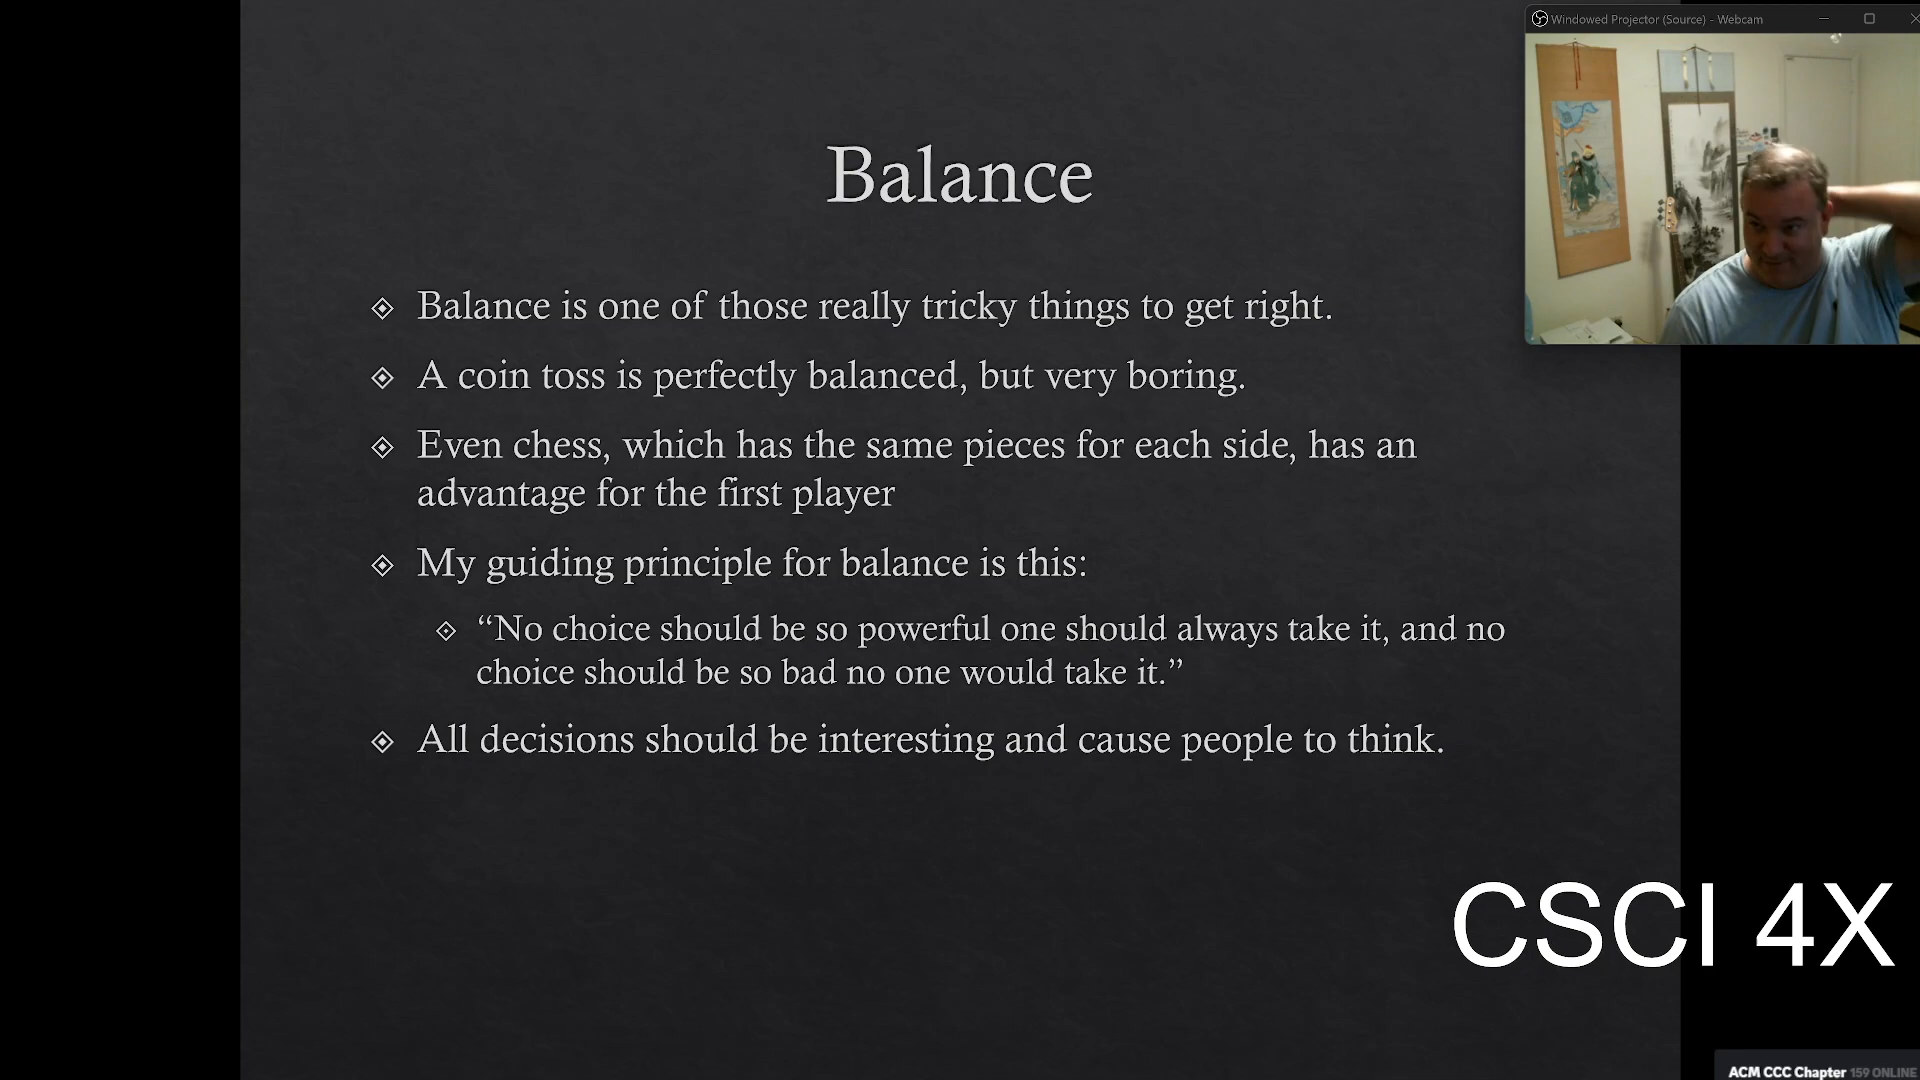 Windowed Projector (Source) - Webcam
Balance
Balance is one of those really tricky things to get right.
A coin toss is perfectly balanced, but very boring.
Even chess, which has the same pieces for each side, has an
advantage for the first player
My guiding principle for balance is this:
“No choice should be so powerful one should always take it, and no
choice should be so bad no one would take it.”
All decisions should be interesting and cause people to think.
CSCI 4X
ACM CCC Chapter 159 ONLINE